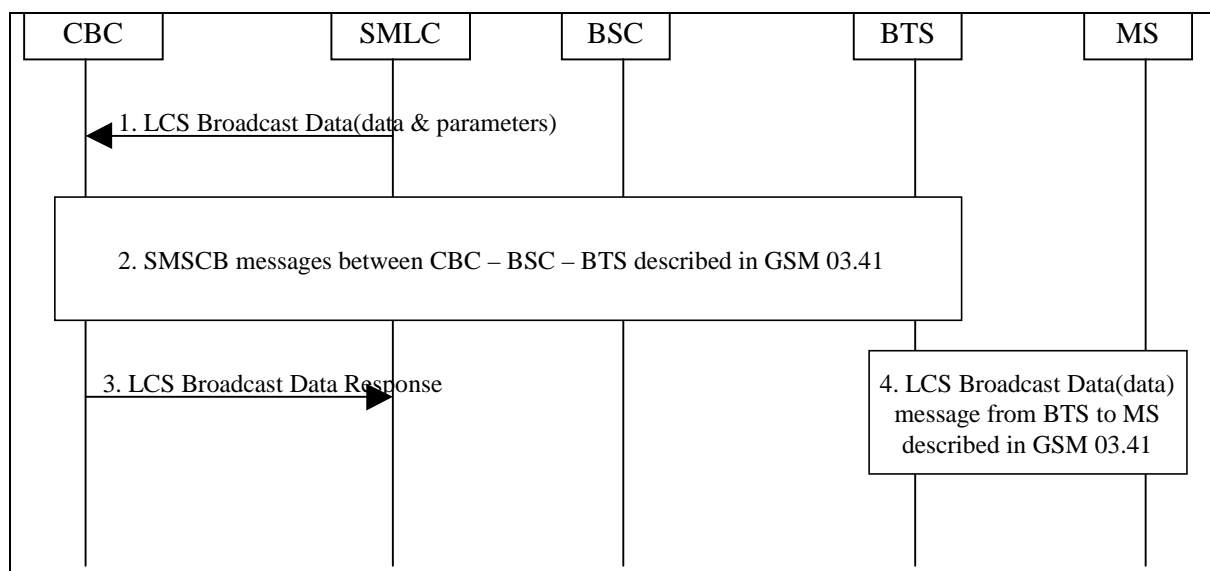 CBC SMLC BSC BTS MS
1. LCS Broadcast Data(data & parameters)
2. SMSCB messages between CBC – BSC – BTS described in GSM 03.41
3. LCS Broadcast Data Response
4. LCS Broadcast Data(data)
message from BTS to MS
described in GSM 03.41